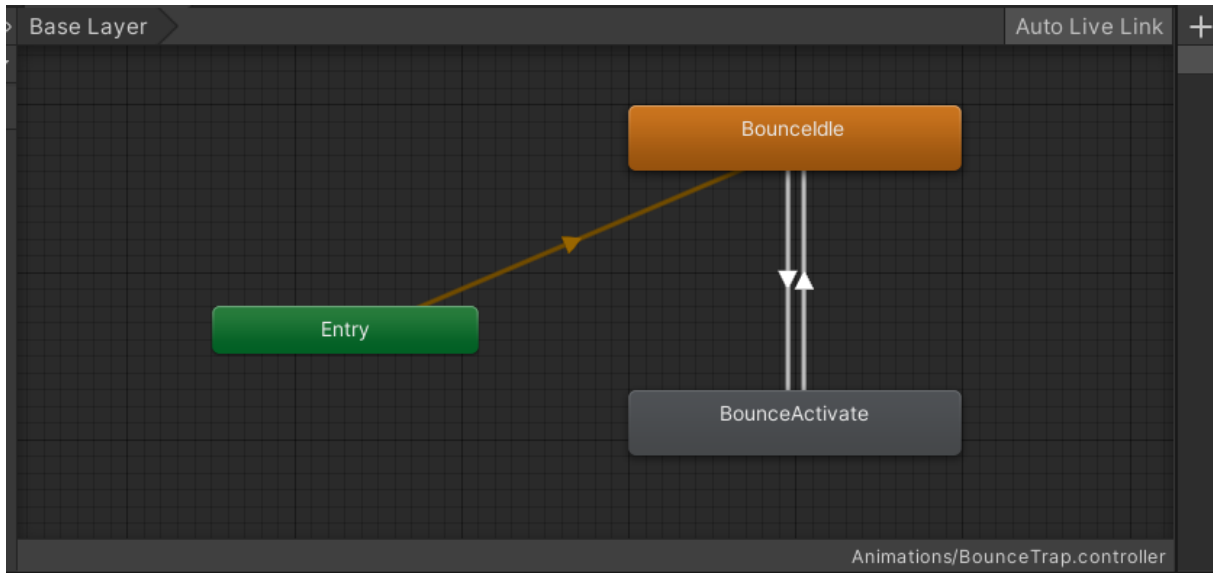 Base Layer
Auto Live Link
BounceIdle
Entry
BounceActivate
Animations/BounceTrap.controller